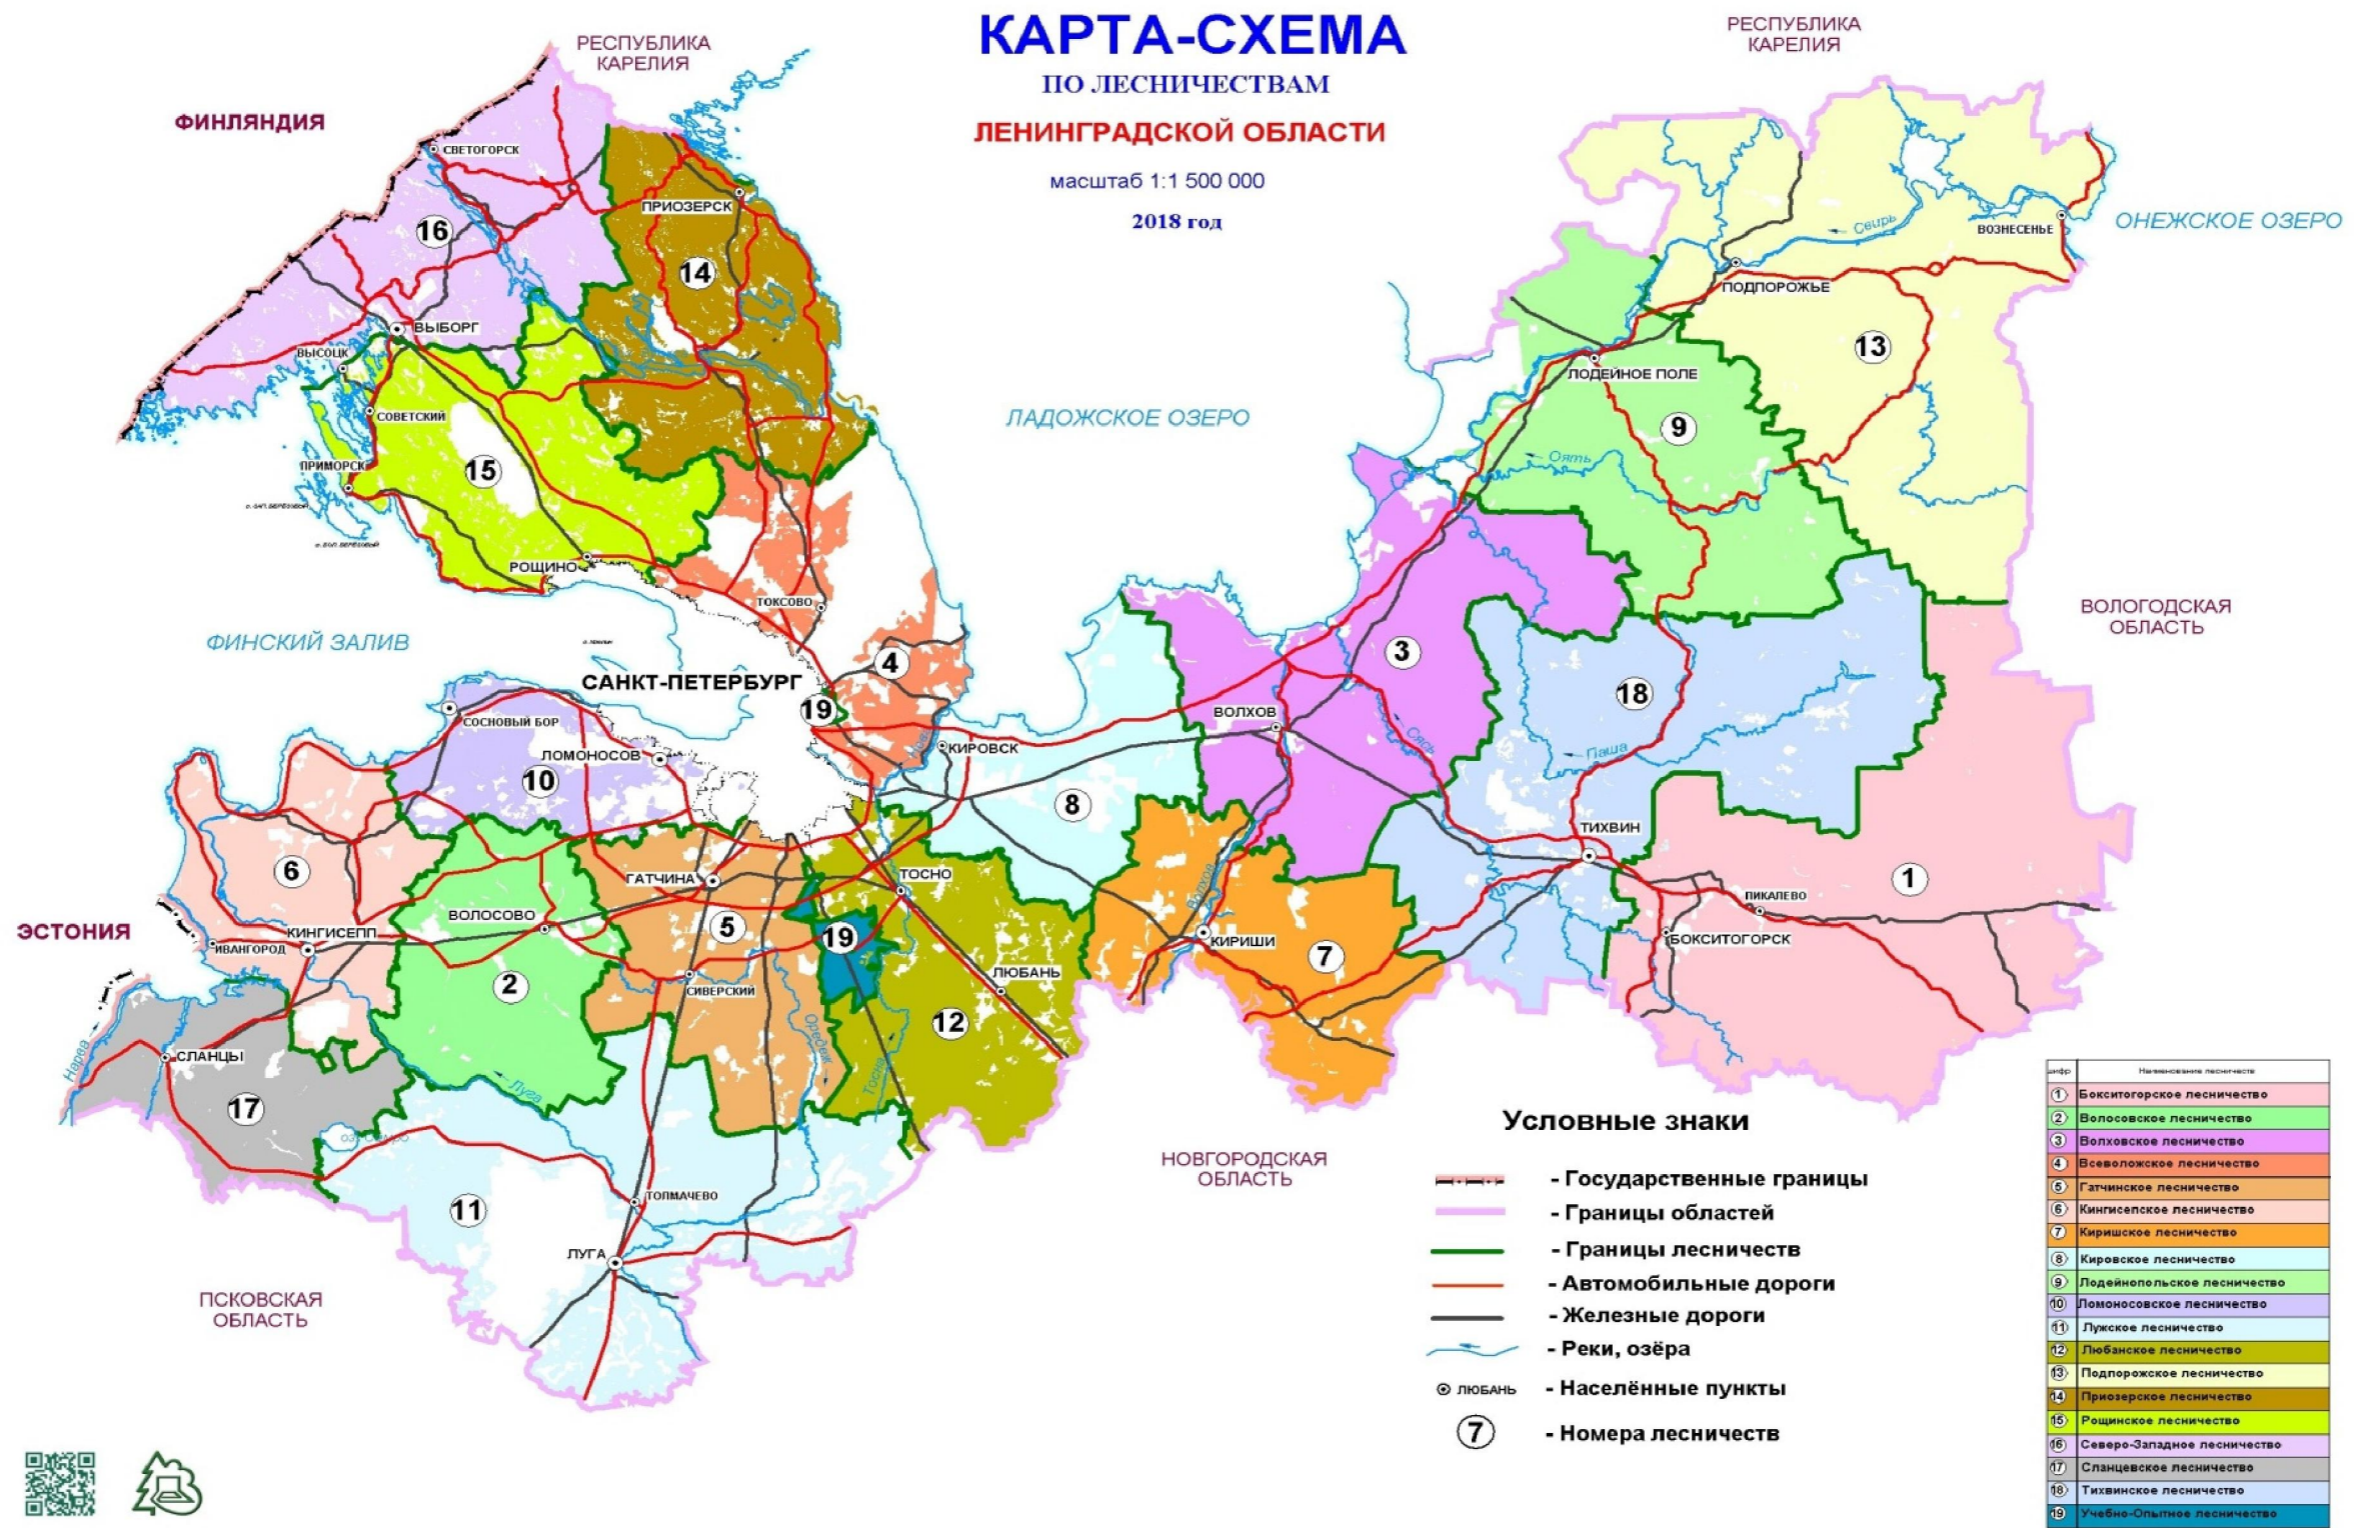 КАРТА-СХЕМА
ПО ЛЕСНИЧЕСТВАМ
ЛЕНИНГРАДСКОЙ ОБЛАСТИ
масштаб 1:1 500 000
2018 год
РЕСПУБЛИКА
КАРЕЛИЯ
РЕСПУБЛИКА
КАРЕЛИЯ
ФИНЛЯНДИЯ
СВЕТОГОРСК
ПРИОЗЕРСК
16
14
ВОЗНЕСЕНЬЕ
ОНЕЖСКОЕ ОЗЕРО
Свирь
ПОДПОРОЖЬЕ
13
ВЫБОРГ
ВЫСОЦК
ЛОДЕЙНОЕ ПОЛЕ
СОВЕТСКИЙ
ЛАДОЖСКОЕ ОЗЕРО
9
Оять
ПРИМОРСК
15
РОЩИНО
ТОКСОВО
ФИНСКИЙ ЗАЛИВ
ВОЛОГОДСКАЯ
ОБЛАСТЬ
4
3
18
САНКТ-ПЕТЕРБУРГ
19
ВОЛХОВ
СОСНОВЫЙ БОР
КИРОВСК
Сясь
Паша
ЛОМОНОСОВ
10
8
ТИХВИН
6
ГАТЧИНА
ТОСНО
Волхов
1
ПИКАЛЕВО
ВОЛОСОВО
5
19
ЭСТОНИЯ
КИНГИСЕПП
ИВАНГОРОД
КИРИШИ
БОКСИТОГОРСК
7
2
СИВЕРСКИЙ
ЛЮБАНЬ
12
Оредеж
Нарва
СЛАНЦЫ
Тосна
Луга
17
НОВГОРОДСКАЯ
ОБЛАСТЬ
11
ТОЛМАЧЕВО
ЛУГА
ПСКОВСКАЯ
ОБЛАСТЬ
Условные знаки
- Государственные границы
- Границы областей
- Границы лесничеств
- Автомобильные дороги
- Железные дороги
- Реки, озёра
ЛЮБАНЬ - Населённые пункты
7 - Номера лесничеств
шифр Наименование лесничеств
1 Бокситогорское лесничество
2 Волосовское лесничество
3 Волховское лесничество
4 Всеволожское лесничество
5 Гатчинское лесничество
6 Кингисепское лесничество
7 Киришское лесничество
8 Кировское лесничество
9 Лодейнопольское лесничество
10 Ломоносовское лесничество
11 Лужское лесничество
12 Любанское лесничество
13 Подпорожское лесничество
14 Приозерское лесничество
15 Рощинское лесничество
16 Северо-Западное лесничество
17 Сланцевское лесничество
18 Тихвинское лесничество
19 Учебно-Опытное лесничество